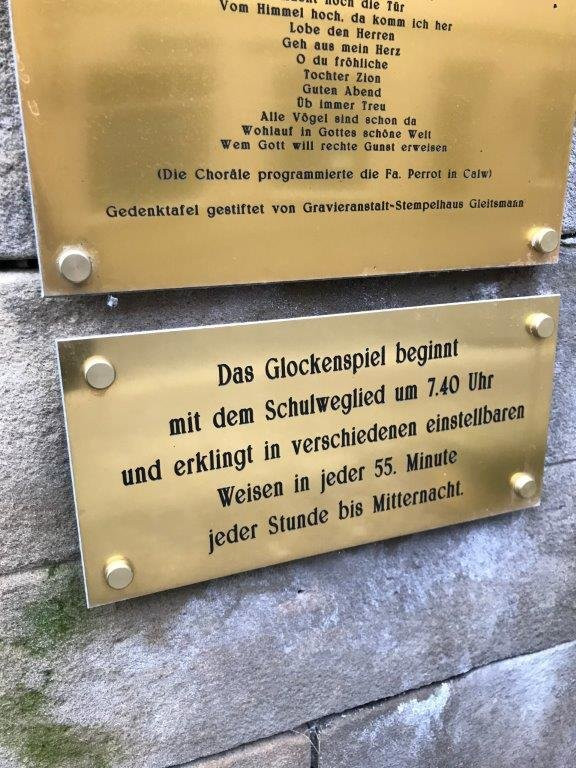 noch die Tür
Vom Himmel hoch, da komm ich her
Lobe den Herren
Geh aus mein Herz
O du fröhliche
Tochter Zion
Guten Abend
Üb immer Treu
Alle Vögel sind schon da
Wohlauf in Gottes schöne Welt
Wem Gott will rechte Gunst erweisen
(Die Choräle programmierte die Fa. Perrot in Calw)
Gedenktafel gestiftet von Gravieranstalt-Stempelhaus Gleitsmann
Das Glockenspiel beginnt
mit dem Schulweglied um 7.40 Uhr
und erklingt in verschiedenen einstellbaren
Weisen in jeder 55. Minute
jeder Stunde bis Mitternacht.